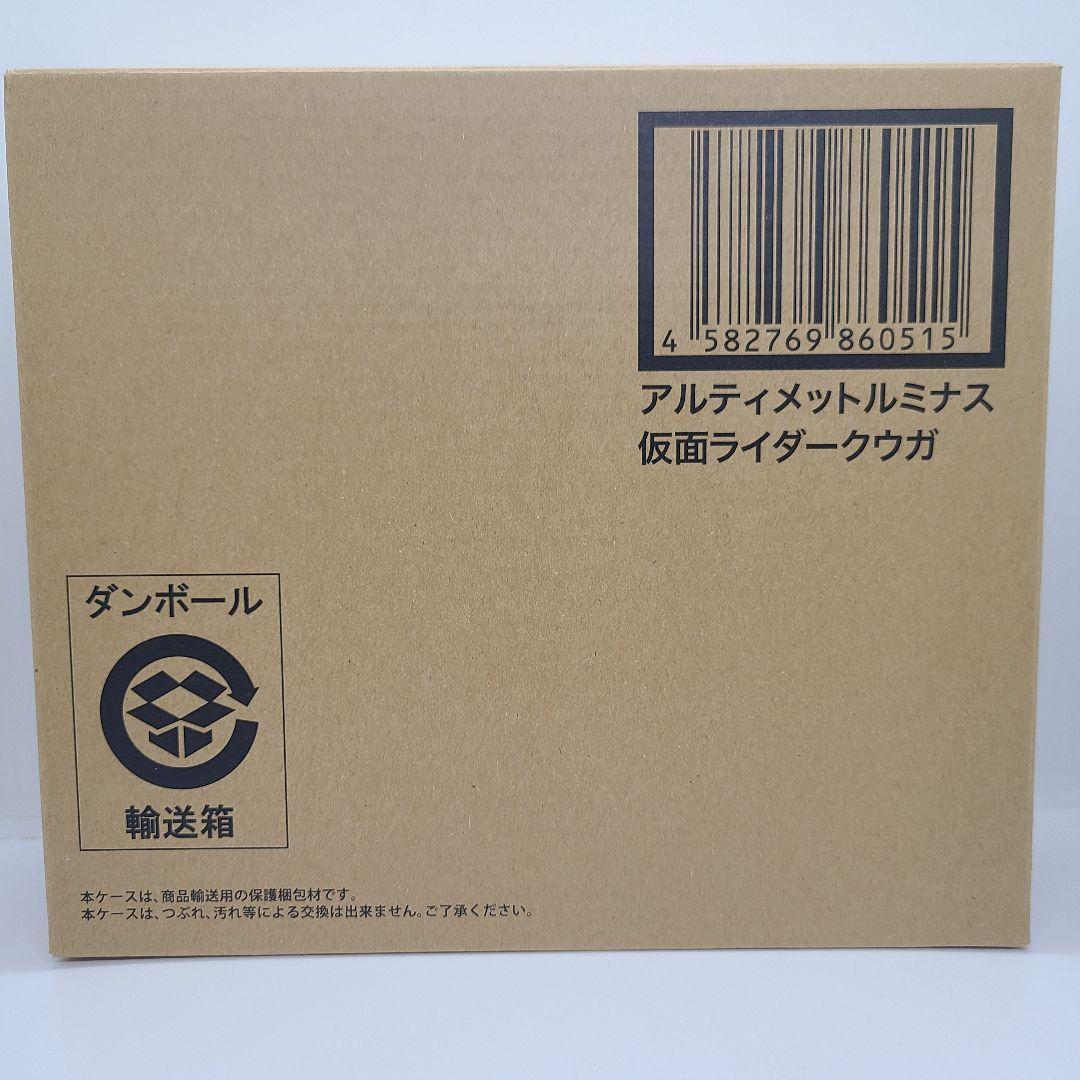 4 582769 860515
アルティメットルミナス
仮面ライダークウガ
ダンボール
輸送箱
本ケースは、商品輸送用の保護梱包材です。
本ケースは、つぶれ、汚れ等による交換は出来ません。ご了承ください。